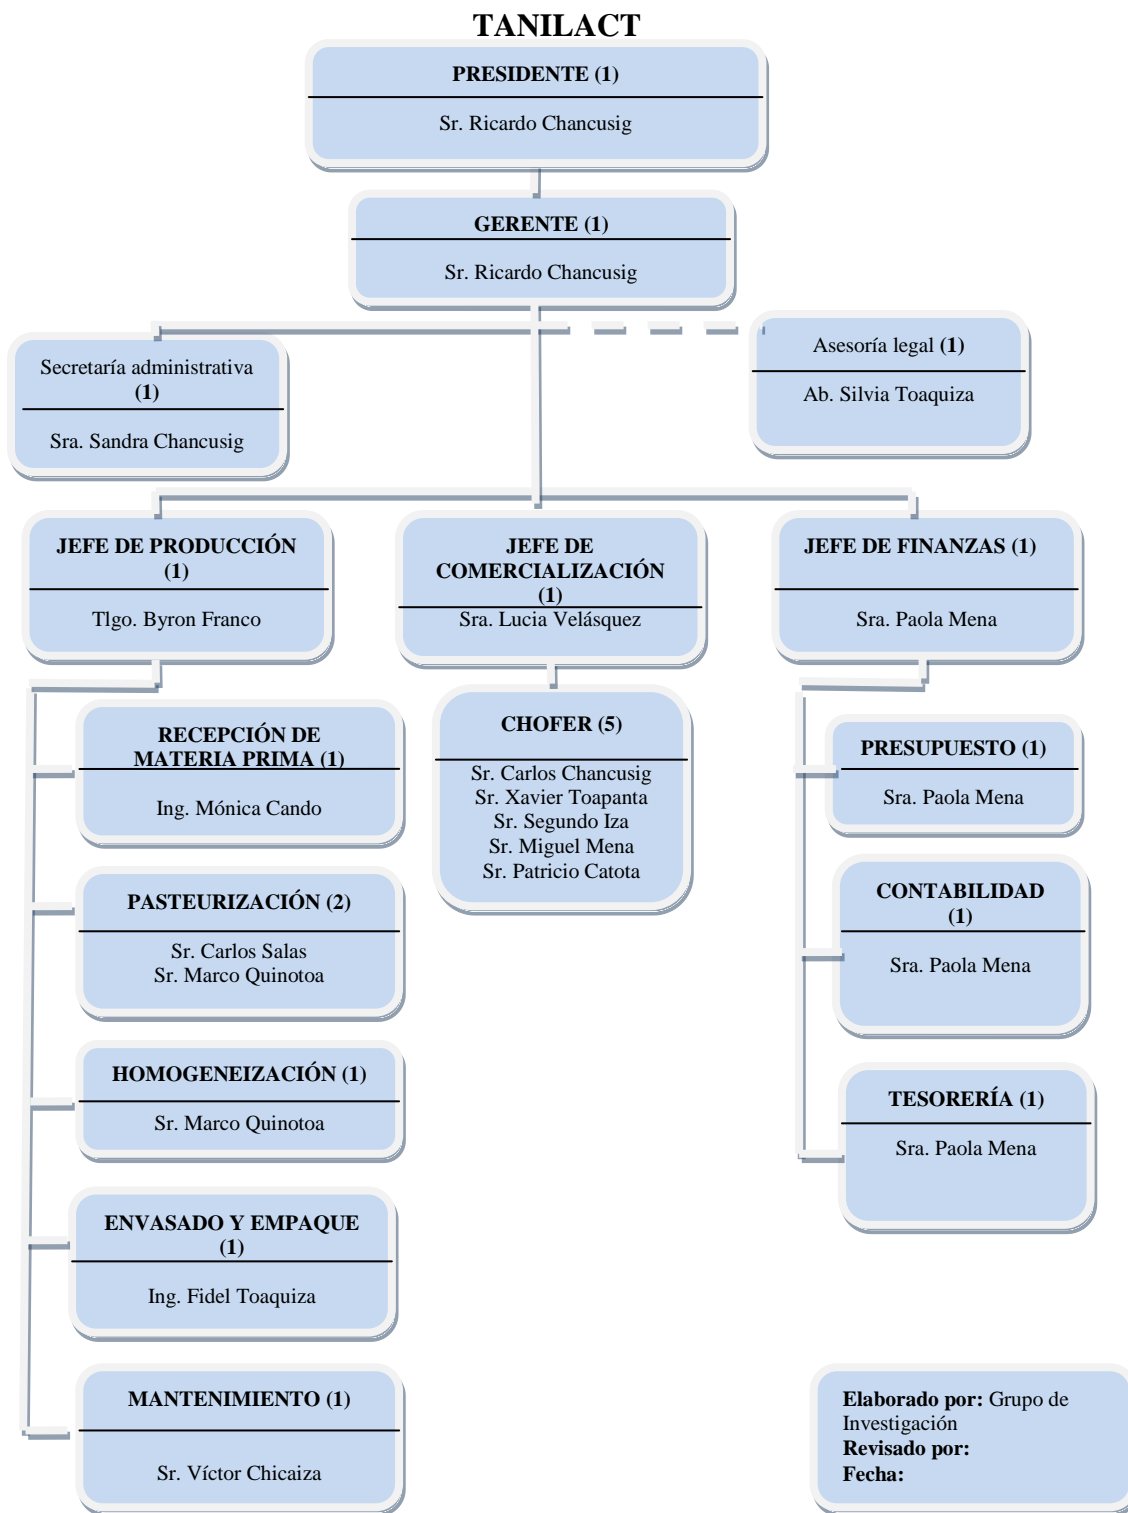 TANILACT
PRESIDENTE (1)
Sr. Ricardo Chancusig
GERENTE (1)
Sr. Ricardo Chancusig
Secretaría administrativa
(1)
Sra. Sandra Chancusig
Asesoría legal (1)
Ab. Silvia Toaquiza
JEFE DE PRODUCCIÓN
(1)
Tlgo. Byron Franco
JEFE DE
COMERCIALIZACIÓN
(1)
Sra. Lucia Velásquez
JEFE DE FINANZAS (1)
Sra. Paola Mena
RECEPCIÓN DE
MATERIA PRIMA (1)
Ing. Mónica Cando
PASTEURIZACIÓN (2)
Sr. Carlos Salas
Sr. Marco Quinotoa
HOMOGENEIZACIÓN (1)
Sr. Marco Quinotoa
ENVASADO Y EMPAQUE
(1)
Ing. Fidel Toaquiza
MANTENIMIENTO (1)
Sr. Víctor Chicaiza
CHOFER (5)
Sr. Carlos Chancusig
Sr. Xavier Toapanta
Sr. Segundo Iza
Sr. Miguel Mena
Sr. Patricio Catota
PRESUPUESTO (1)
Sra. Paola Mena
CONTABILIDAD
(1)
Sra. Paola Mena
TESORERÍA (1)
Sra. Paola Mena
Elaborado por: Grupo de
Investigación
Revisado por:
Fecha: